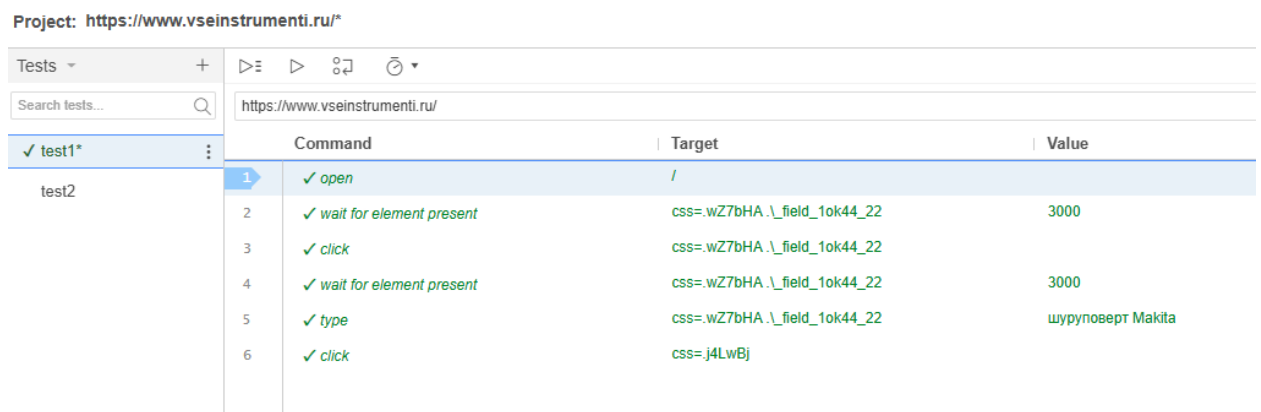 Project: https://www.vseinstrumenti.ru/*
Tests +
Search tests...
https://www.vseinstrumenti.ru/
✓ test1*
test2
Command Target Value
1 ✓ open /
2 ✓ wait for element present css=.wZ7bHA .\_field_1ok44_22 3000
3 ✓ click css=.wZ7bHA .\_field_1ok44_22
4 ✓ wait for element present css=.wZ7bHA .\_field_1ok44_22 3000
5 ✓ type css=.wZ7bHA .\_field_1ok44_22 шуруповерт Makita
6 ✓ click css=.j4LwBj